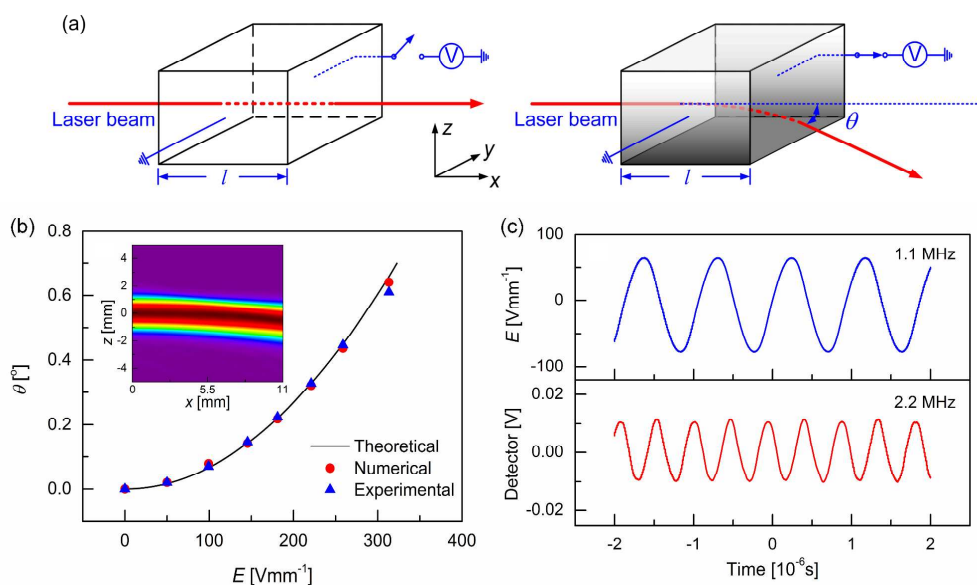 (a)
V
V
Laser beam
l
z
y
x
Laser beam
l
θ
(b)
0.8
0.6
0.4
0.2
0.0
θ [°]
4
2
0
-2
-4
z [mm]
0
5.5
11
x [mm]
Theoretical
Numerical
Experimental
0
100
200
300
400
E [Vmm⁻¹]
(c)
100
0
-100
E [Vmm⁻¹]
1.1 MHz
0.02
0.00
-0.02
Detector [V]
2.2 MHz
-2
-1
0
1
2
Time [10⁻⁶s]